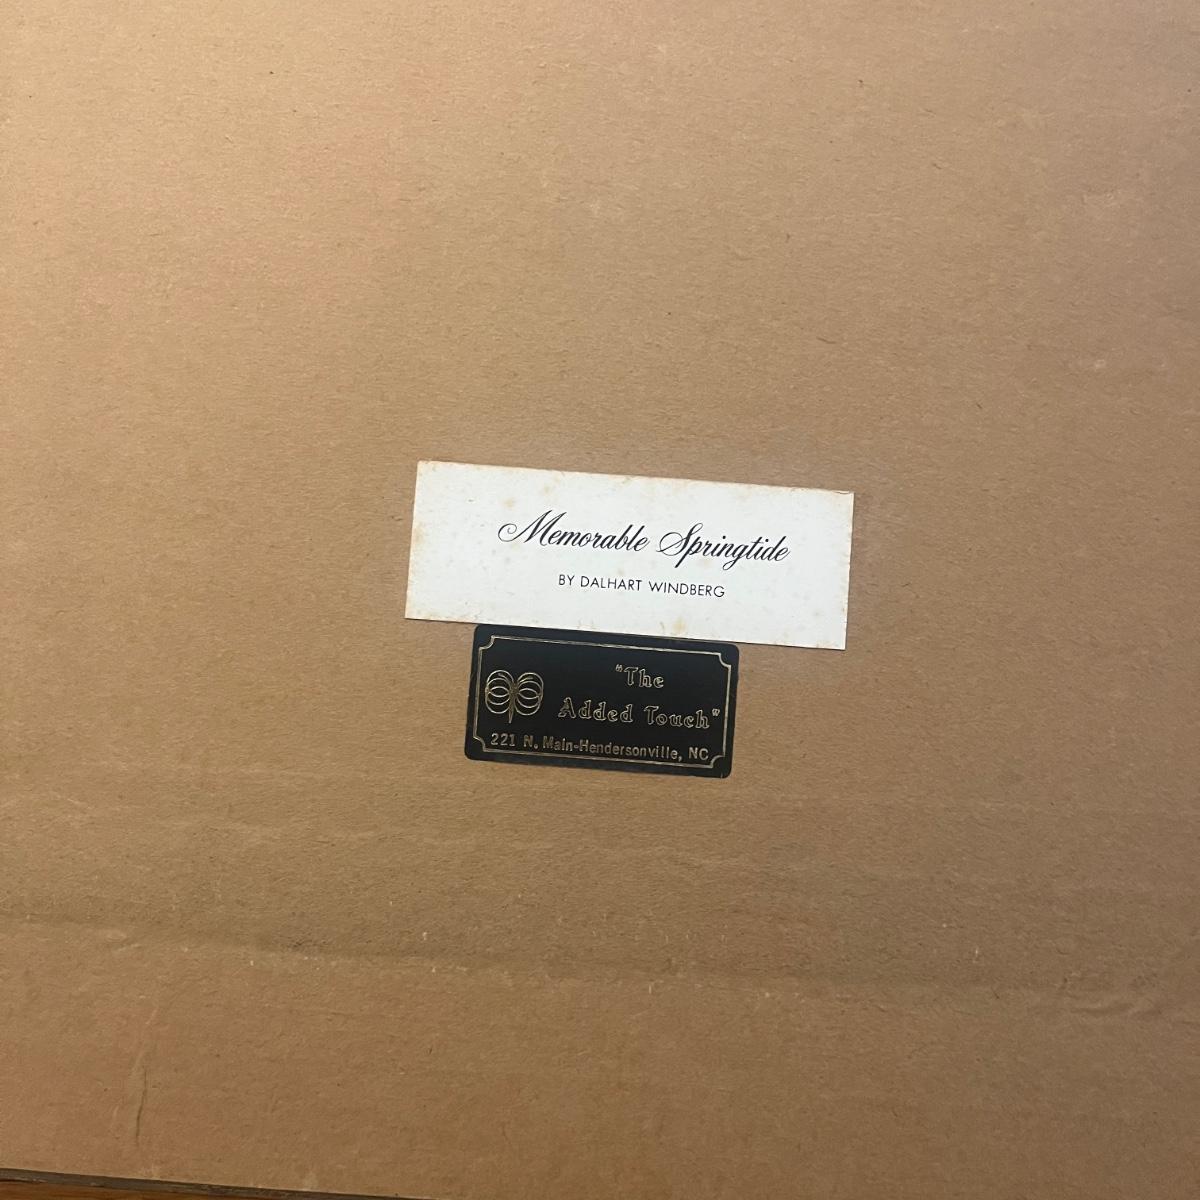 Memorable Springtide
BY DALHART WINDBERG
"The
Added Touch"
221 N. Main-Hendersonville, NC